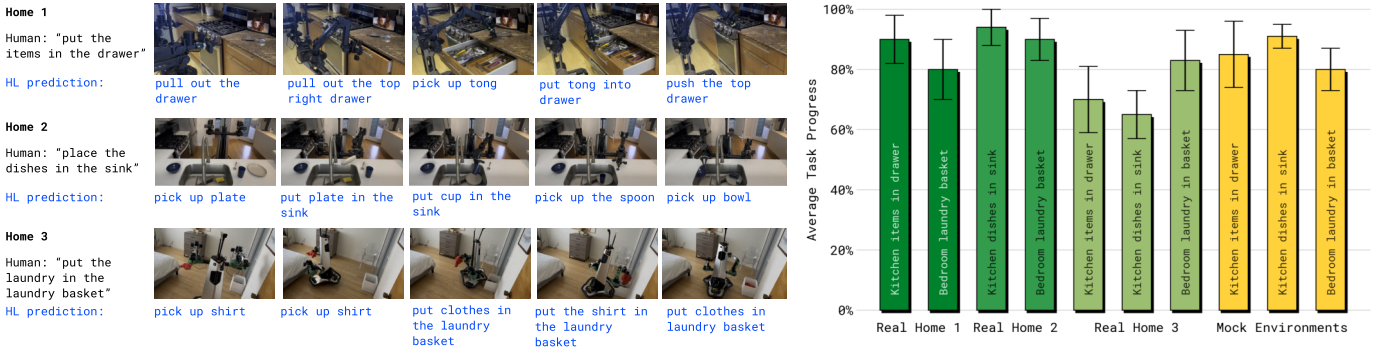 Home 1
Human: “put the
items in the drawer”
HL prediction:
pull out the
drawer
pull out the top
right drawer
pick up tong
put tong into
drawer
push the top
drawer
Home 2
Human: “place the
dishes in the sink”
HL prediction:
pick up plate
put plate in the
sink
put cup in the
sink
pick up the spoon
pick up bowl
Home 3
Human: “put the
laundry in the
laundry basket”
HL prediction:
pick up shirt
pick up shirt
put clothes in
the laundry
basket
put the shirt in
the laundry
basket
put clothes in
laundry basket
Average Task Progress
100%
80%
60%
40%
20%
0%
Kitchen items in drawer
Bedroom laundry basket
Kitchen dishes in sink
Bedroom laundry basket
Kitchen items in drawer
Kitchen dishes in sink
Bedroom laundry in basket
Kitchen items in drawer
Kitchen dishes in sink
Bedroom laundry in basket
Real Home 1
Real Home 2
Real Home 3
Mock Environments